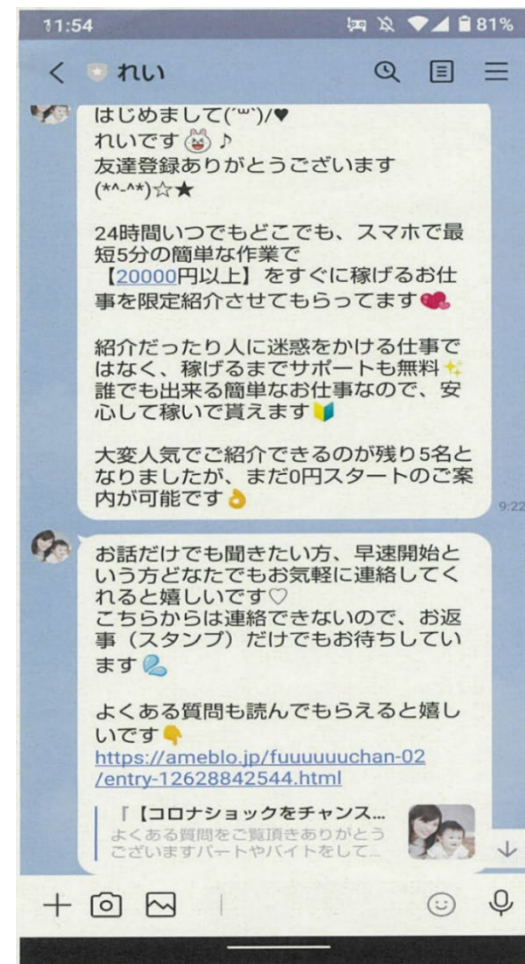 11:54
81%
れい
はじめまして(´ω`)/♥
れいです♪
友達登録ありがとうございます
(*^-^*)☆★
24時間いつでもどこでも、スマホで最
短5分の簡単な作業で
【20000円以上】をすぐに稼げるお仕
事を限定紹介させてもらってます💕
紹介だったり人に迷惑をかける仕事で
はなく、稼げるまでサポートも無料✨
誰でも出来る簡単なお仕事なので、安
心して稼いで貰えます🔰
大変人気でご紹介できるのが残り5名と
なりましたが、まだ0円スタートのご案
内が可能です👌
9:22
お話だけでも聞きたい方、早速開始と
いう方どなたでもお気軽に連絡してく
れると嬉しいです♡
こちらからは連絡できないので、お返
事（スタンプ）だけでもお待ちしてい
ます💦
よくある質問も読んでもらえると嬉し
いです👇
https://ameblo.jp/fuuuuuuchan-02
/entry-12628842544.html
『【コロナショックをチャンス...
よくある質問をご覧頂きありがとう
ございますパートやバイトをして...